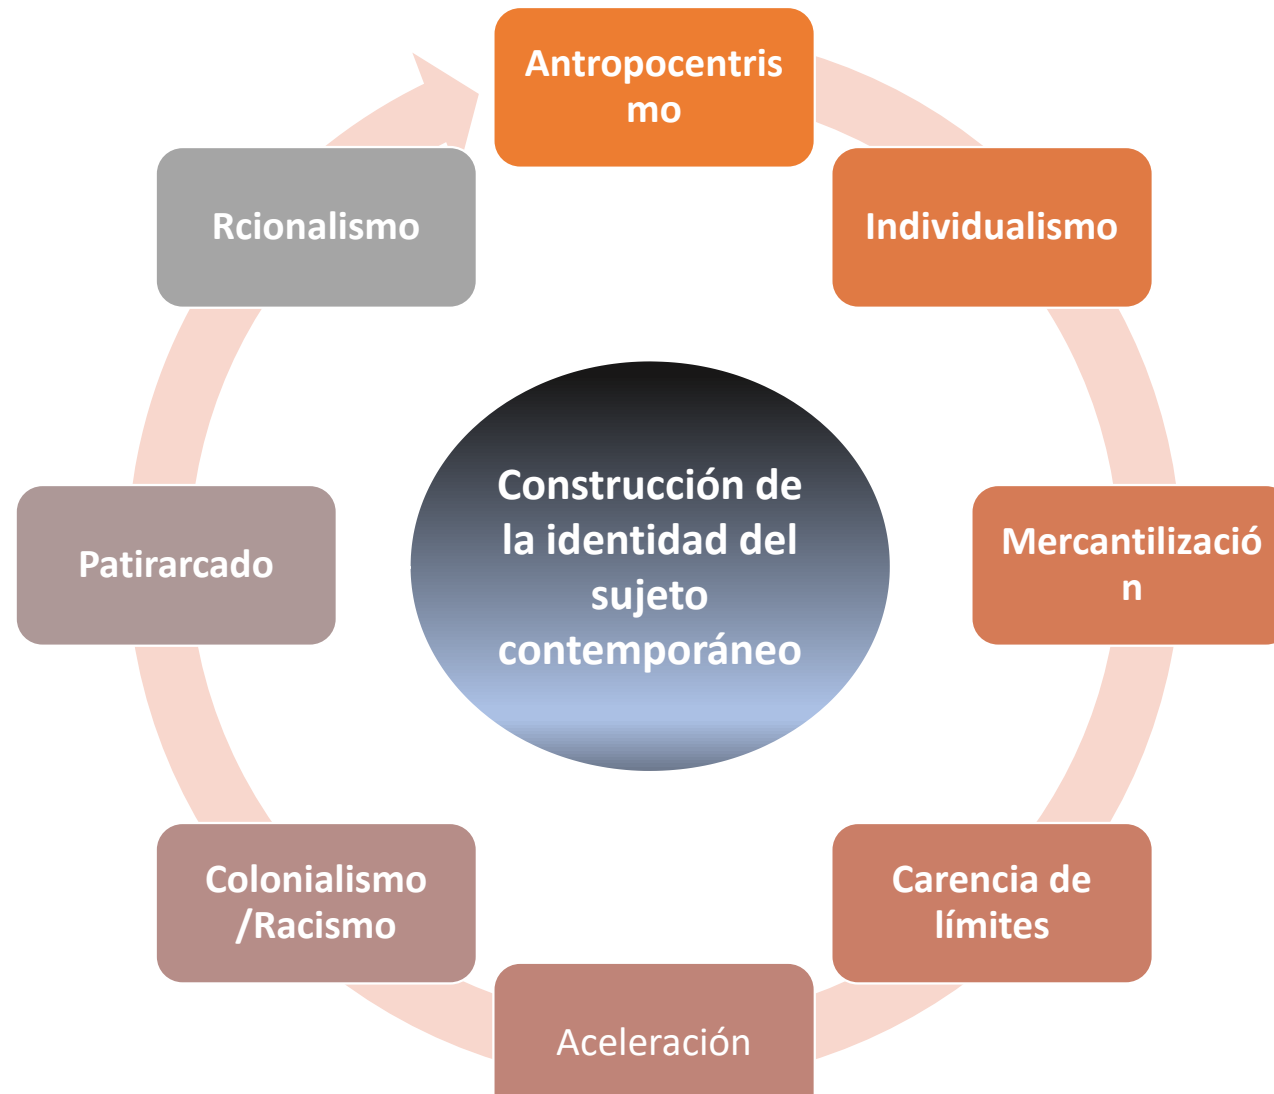 Antropocentris
mo
Individualismo
Mercantilizació
n
Carencia de
límites
Aceleración
Colonialismo
/Racismo
Patirarcado
Rcionalismo
Construcción de
la identidad del
sujeto
contemporáneo